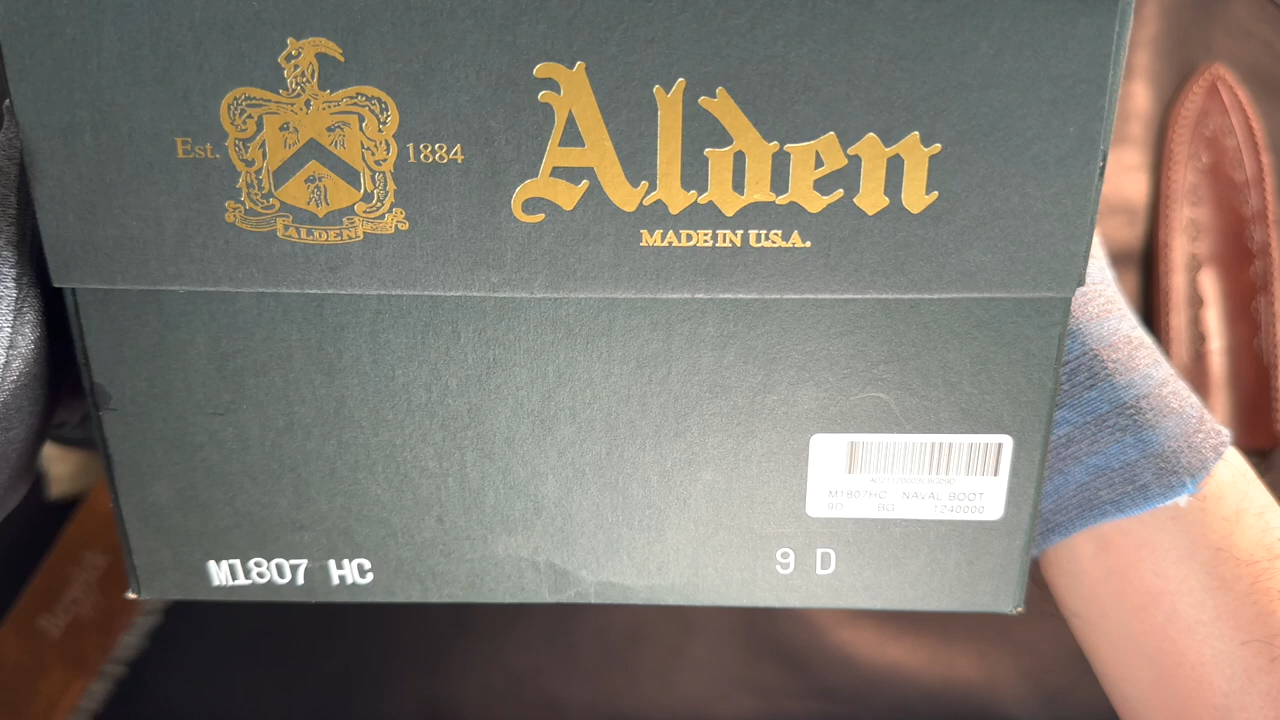 Est.
1884
ALDEN
Alden
MADE IN U.S.A.
M1807HC NAVAL BOOT
9D BG 1240000
M1807 HC
9 D